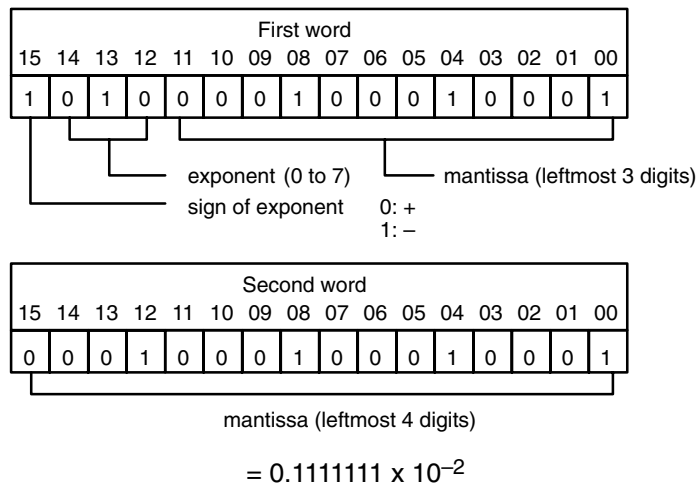 First word
15 14 13 12 11 10 09 08 07 06 05 04 03 02 01 00
1 0 1 0 0 0 0 1 0 0 0 1 0 0 0 1
exponent (0 to 7) mantissa (leftmost 3 digits)
sign of exponent 0: +
1: –
Second word
15 14 13 12 11 10 09 08 07 06 05 04 03 02 01 00
0 0 0 1 0 0 0 1 0 0 0 1 0 0 0 1
mantissa (leftmost 4 digits)
= 0.1111111 x 10⁻²